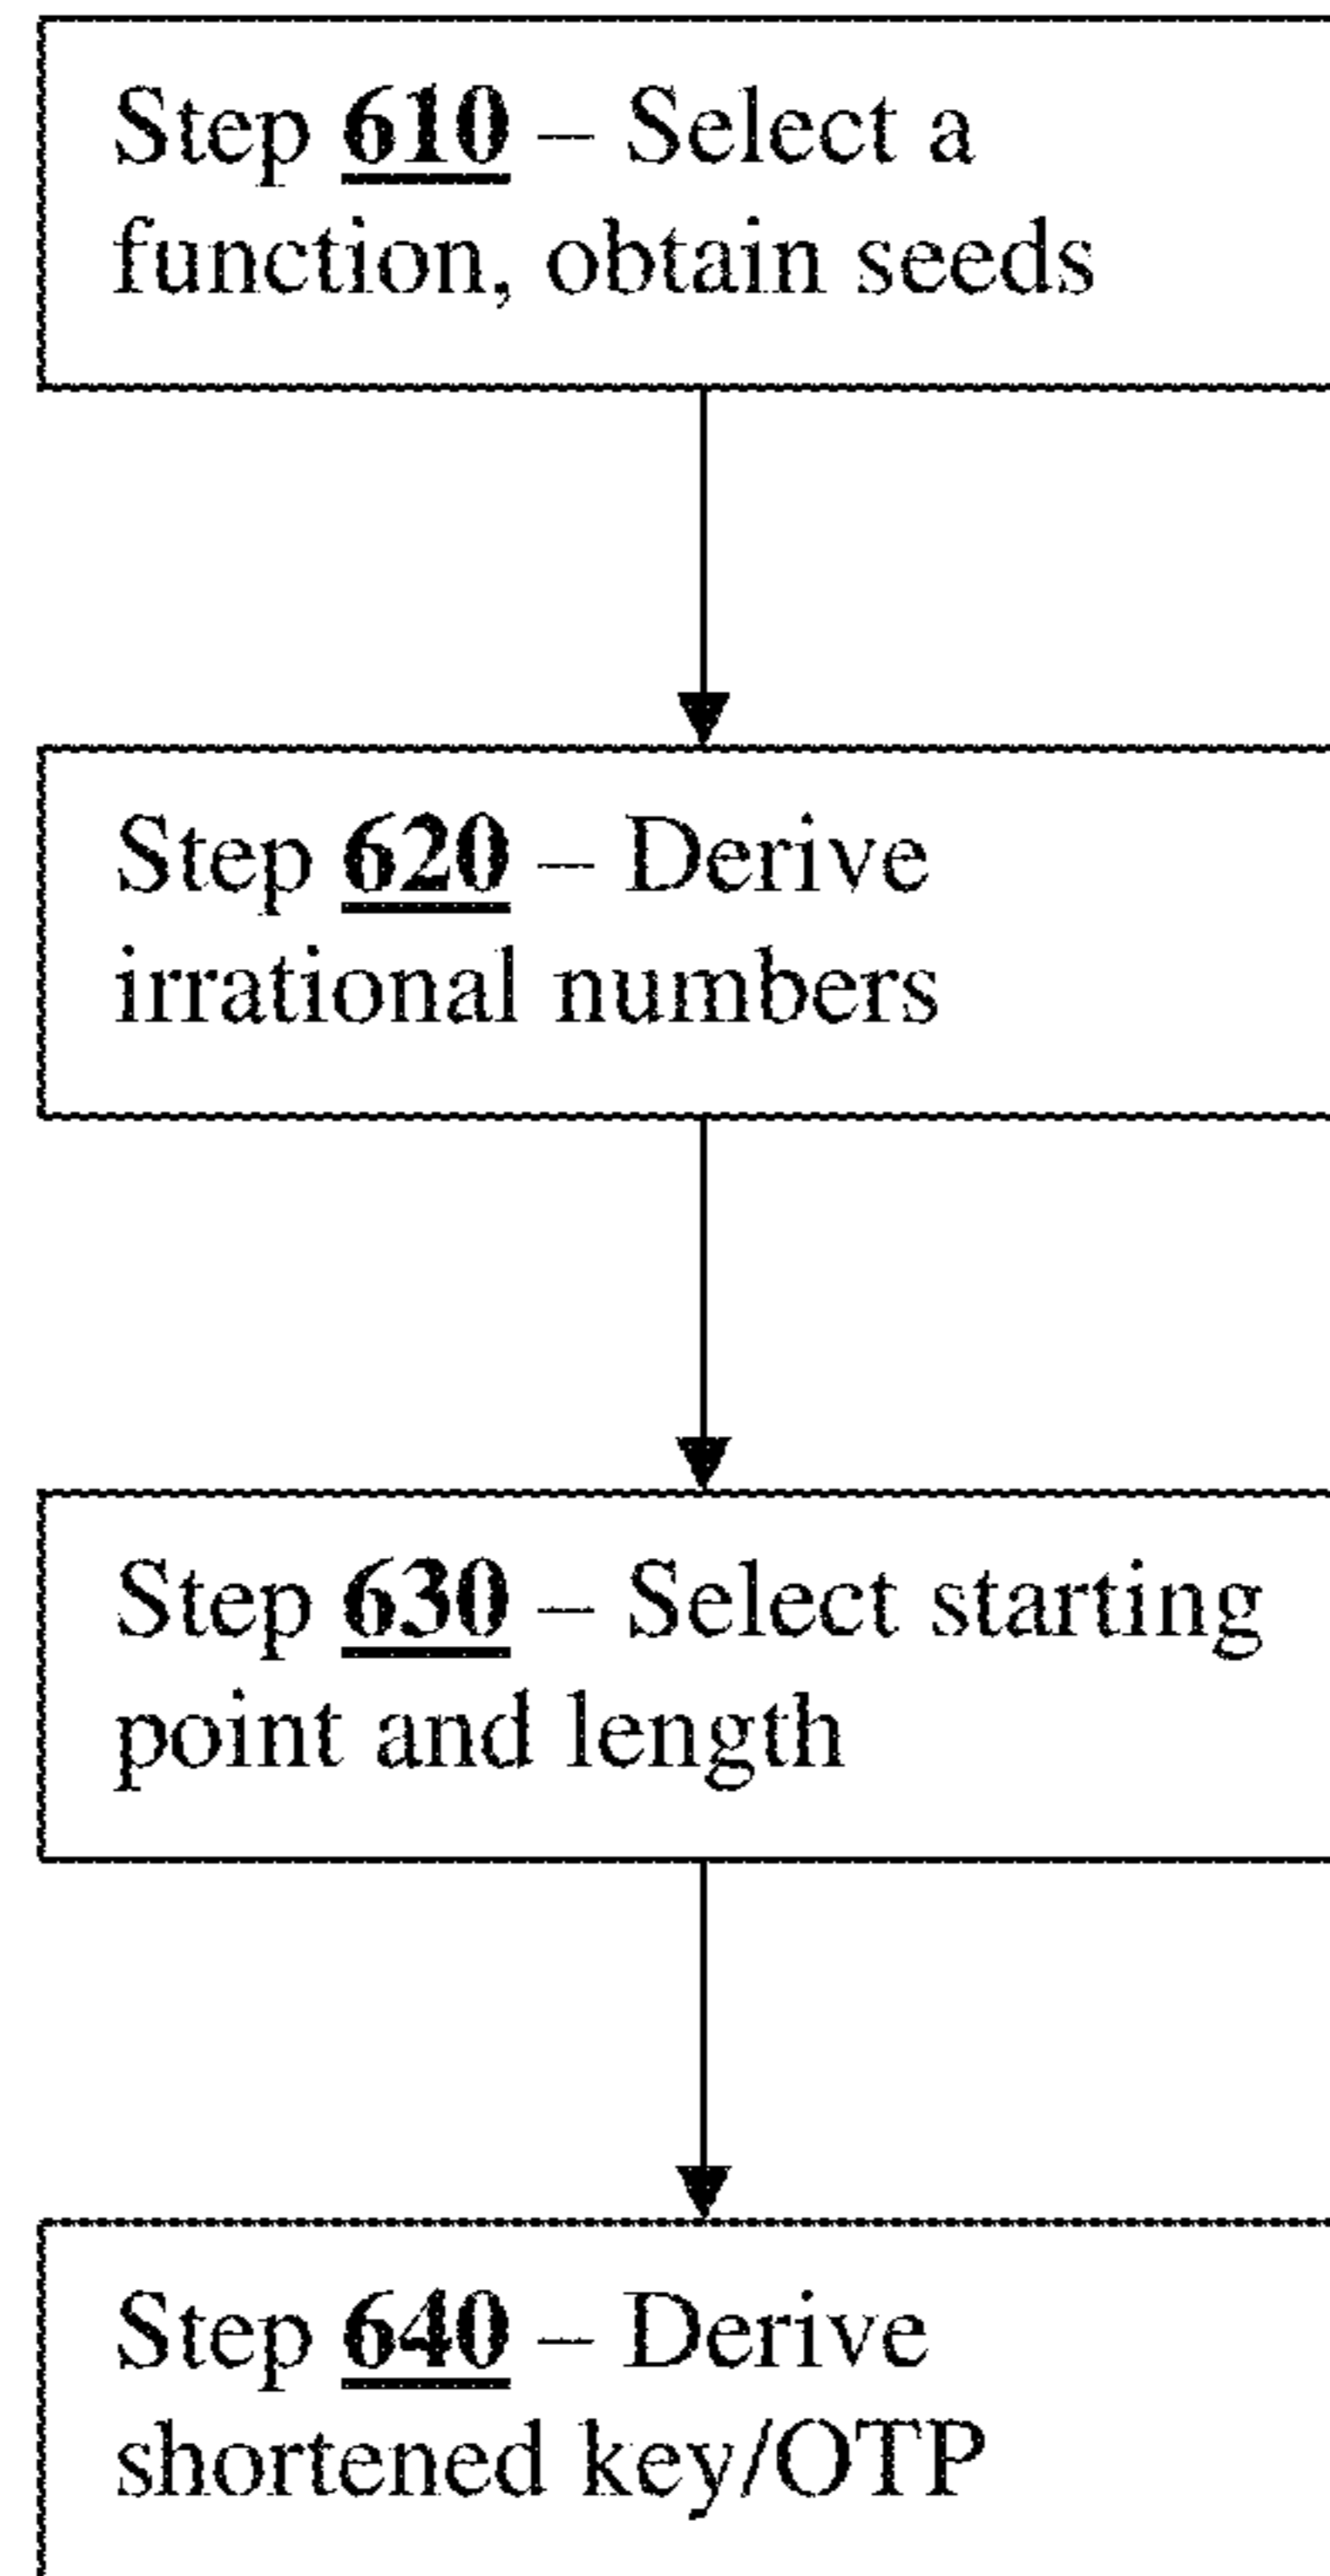 Step 610 – Select a
function, obtain seeds
Step 620 – Derive
irrational numbers
Step 630 – Select starting
point and length
Step 640 – Derive
shortened key/OTP